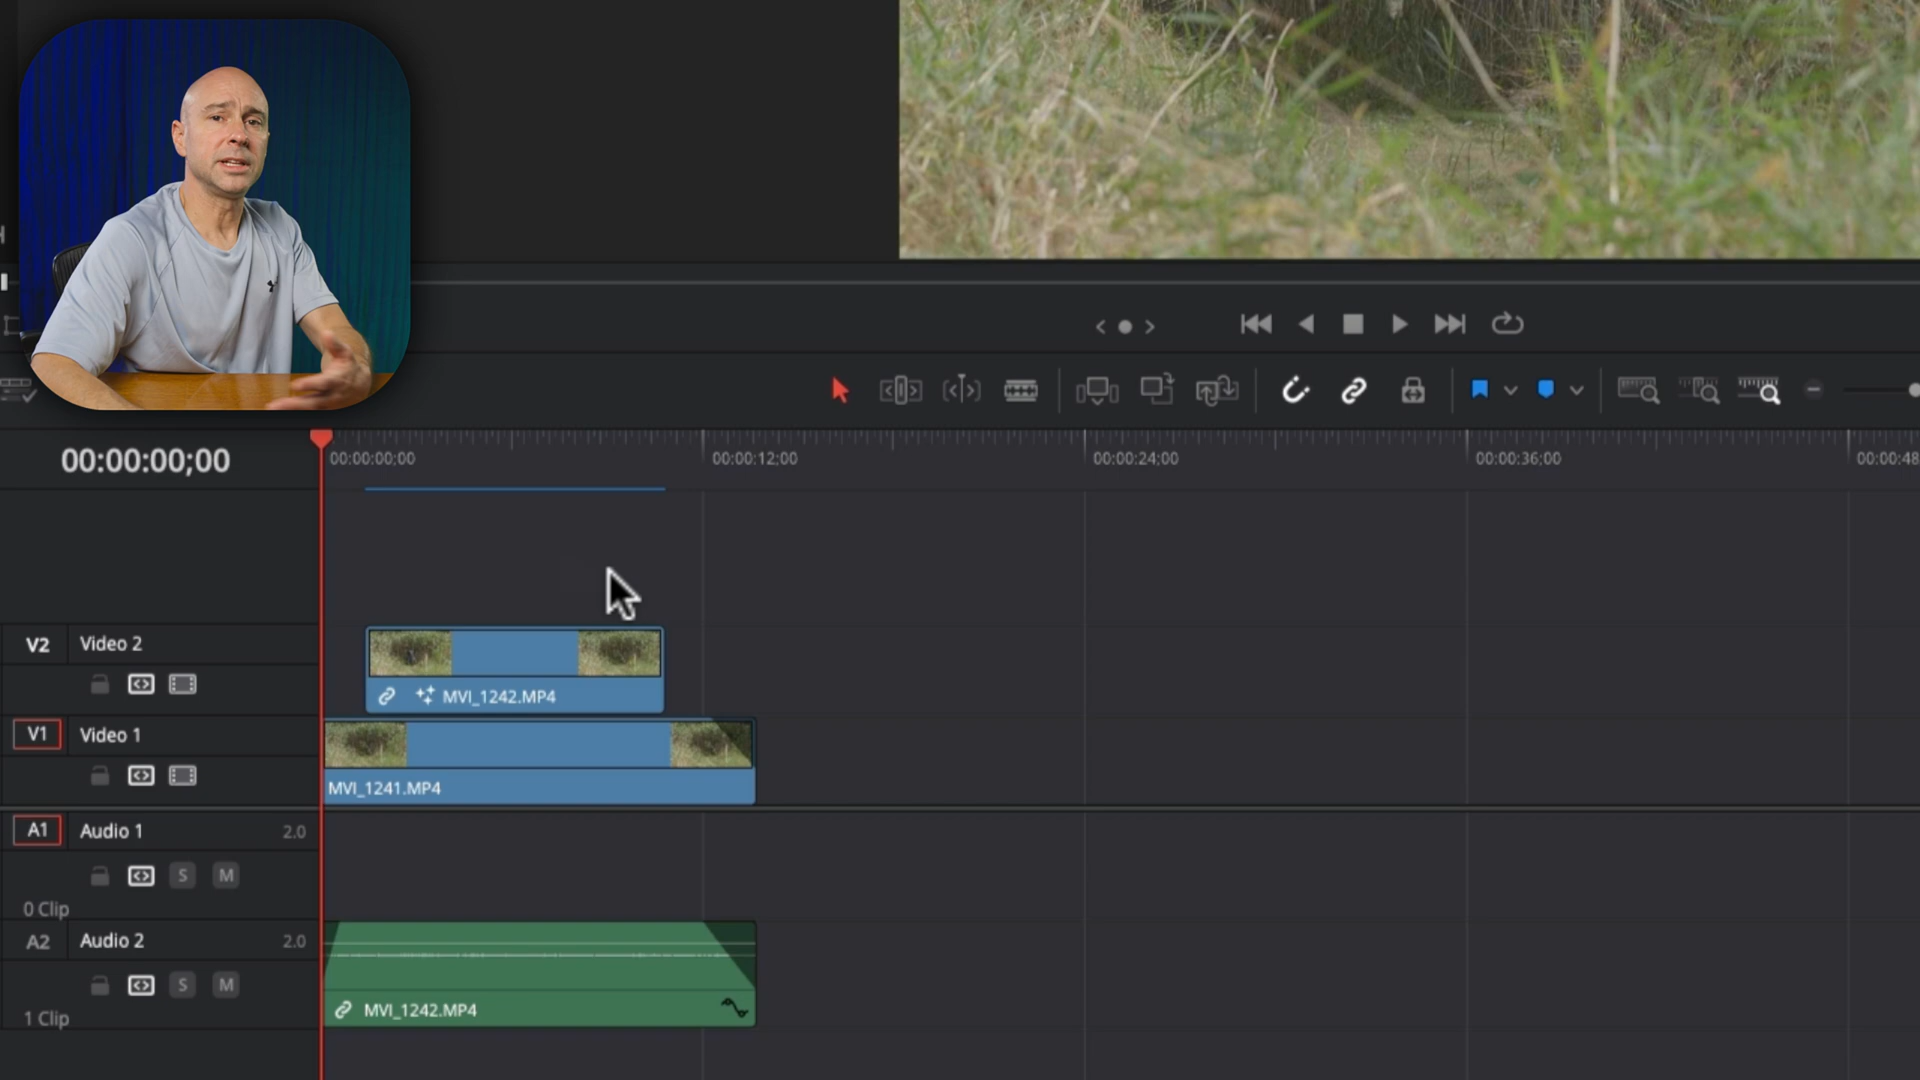 00:00:00;00
00:00:00;00
00:00:12;00
00:00:24;00
00:00:36;00
00:00:48
V2 Video 2
MVI_1242.MP4
V1 Video 1
MVI_1241.MP4
A1 Audio 1 2.0
S M
0 Clip
A2 Audio 2 2.0
S M
MVI_1242.MP4
1 Clip